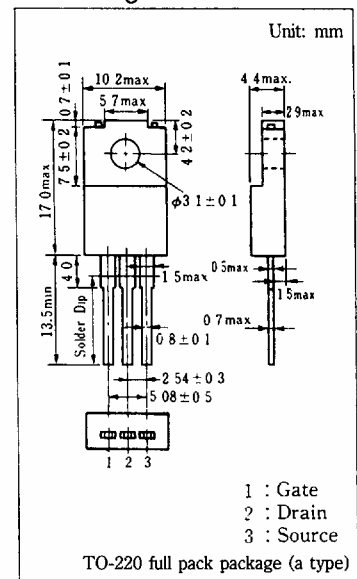 Unit: mm
10.2max
5.7max
4.4max.
2.9max
0.7±0.1
7.5±0.2
17.0max
4.2±0.2
φ3.1±0.1
4.0
13.5min
Solder Dip
1.5max
0.8±0.1
2.54±0.3
5.08±0.5
0.5max
1.5max
0.7max
1 2 3
1 : Gate
2 : Drain
3 : Source
TO-220 full pack package (a type)